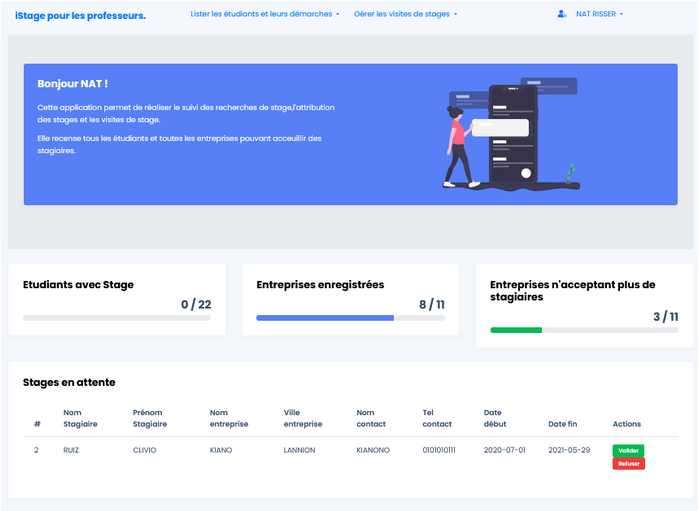 iStage pour les professeurs.
Lister les étudiants et leurs démarches
Gérer les visites de stages
NAT RISSER
Bonjour NAT !
Cette application permet de réaliser le suivi des recherches de stage,l'attribution
des stages et les visites de stage.
Elle recense tous les étudiants et toutes les entreprises pouvant acceuillir des
stagiaires.
Etudiants avec Stage
0 / 22
Entreprises enregistrées
8 / 11
Entreprises n'acceptant plus de
stagiaires
3 / 11
Stages en attente
# Nom Stagiaire Prénom Stagiaire Nom entreprise Ville entreprise Nom contact Tel contact Date début Date fin Actions
2 RUIZ CLIVIO KIANO LANNION KIANONO 0101010111 2020-07-01 2021-05-29 Valider
Refuser